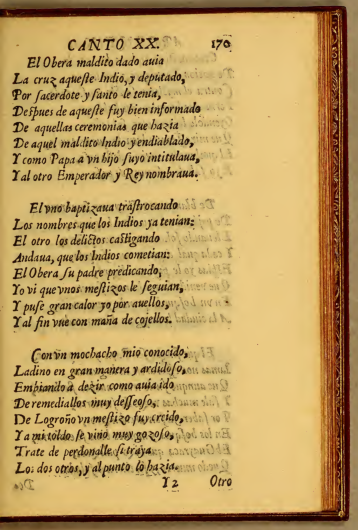 CANTO XX. 170
El Obera maldito dado auia
La cruz aqueste Indio, y deputado,
Por sacerdote y santo le tenia,
Despues de aqueste fuy bien informado
De aquellas ceremonias que hazia
De aquel maldito Indio y endiablado,
Y como Papa a vn hijo suyo intitulaua,
Y al otro Emperador y Rey nombraua.
El vno baptizaua trastrocando
Los nombres que los Indios ya tenian:
El otro los delictos castigando
Andaua, que los Indios cometian:
El Obera su padre predicando,
Yo vi que vnos mestizos le seguian,
Y puse gran calor yo por auellos,
Y al fin vue con maña de cojellos.
Con vn mochacho mio conocido,
Ladino en gran manera y ardidoso,
Embiando a dezir como auia ido
De remediallos muy desseoso,
De Logroño vn mestizo fuy creido,
Y a mi toldo se vino muy gozoso,
Trate de perdonalle si traya
Los dos otros, y al punto lo hazia.
Y 2 Otro